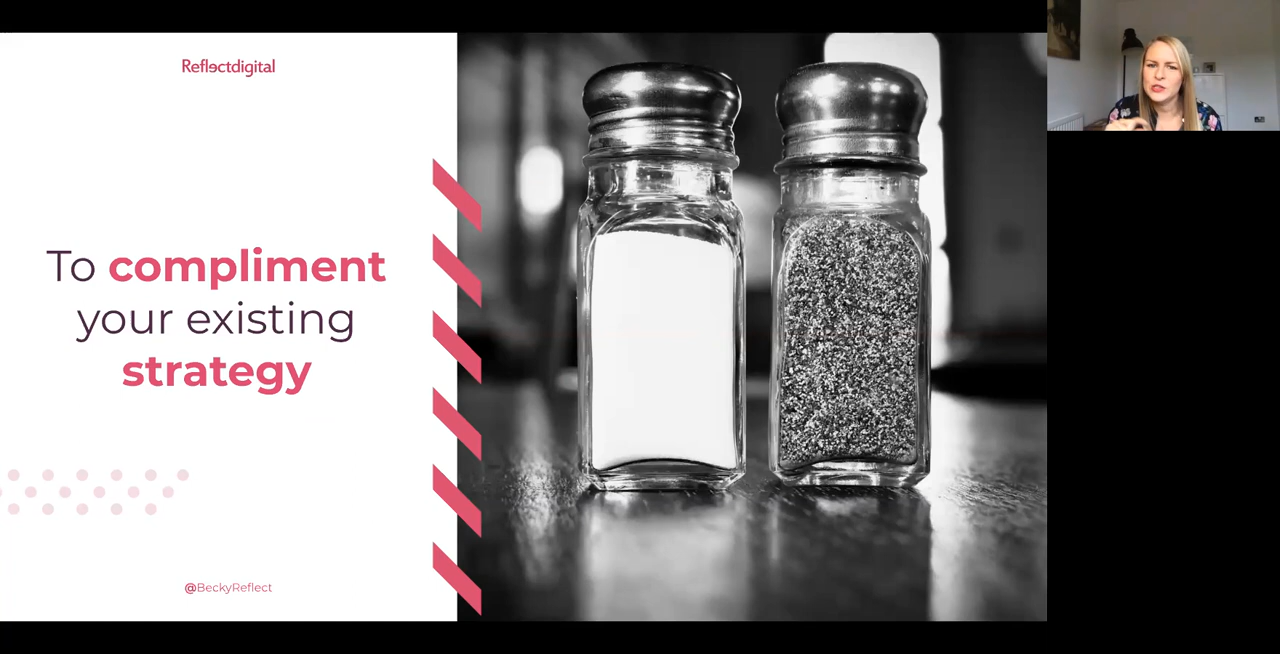 Reflectdigital
To compliment
your existing
strategy
@BeckyReflect